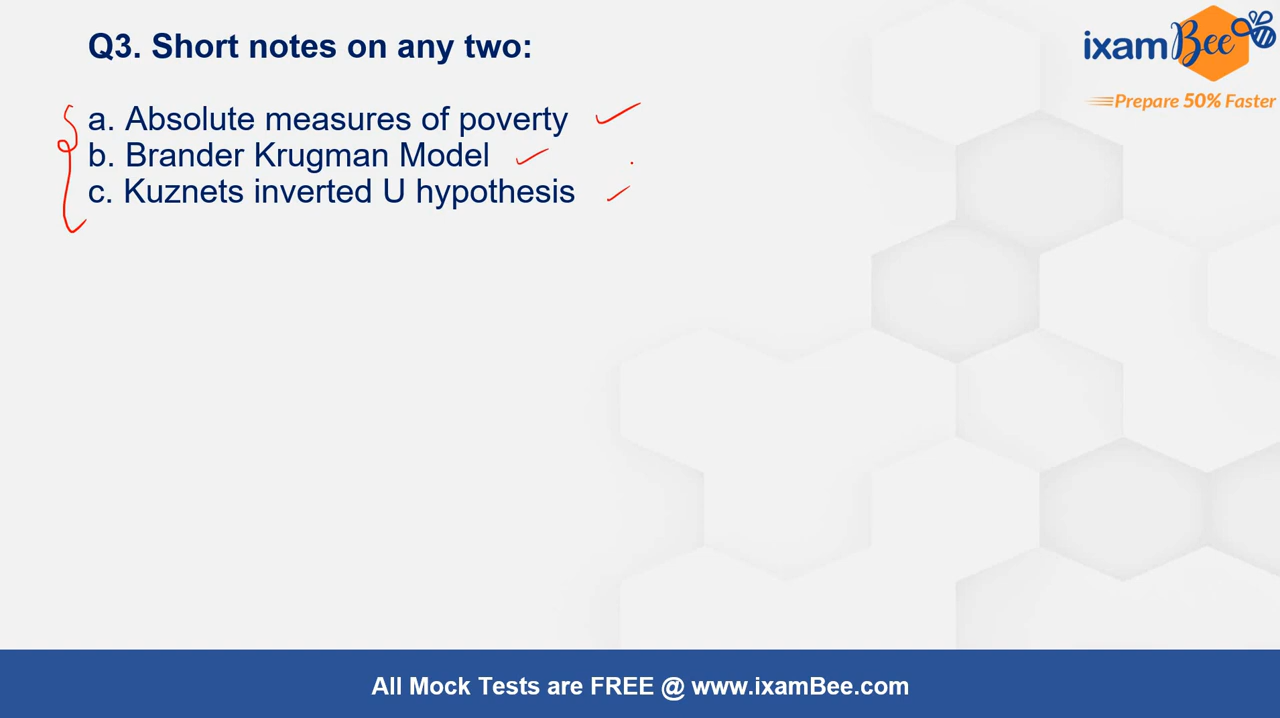 Q3. Short notes on any two:
ixamBee
Prepare 50% Faster
a. Absolute measures of poverty
b. Brander Krugman Model
c. Kuznets inverted U hypothesis
All Mock Tests are FREE @ www.ixamBee.com